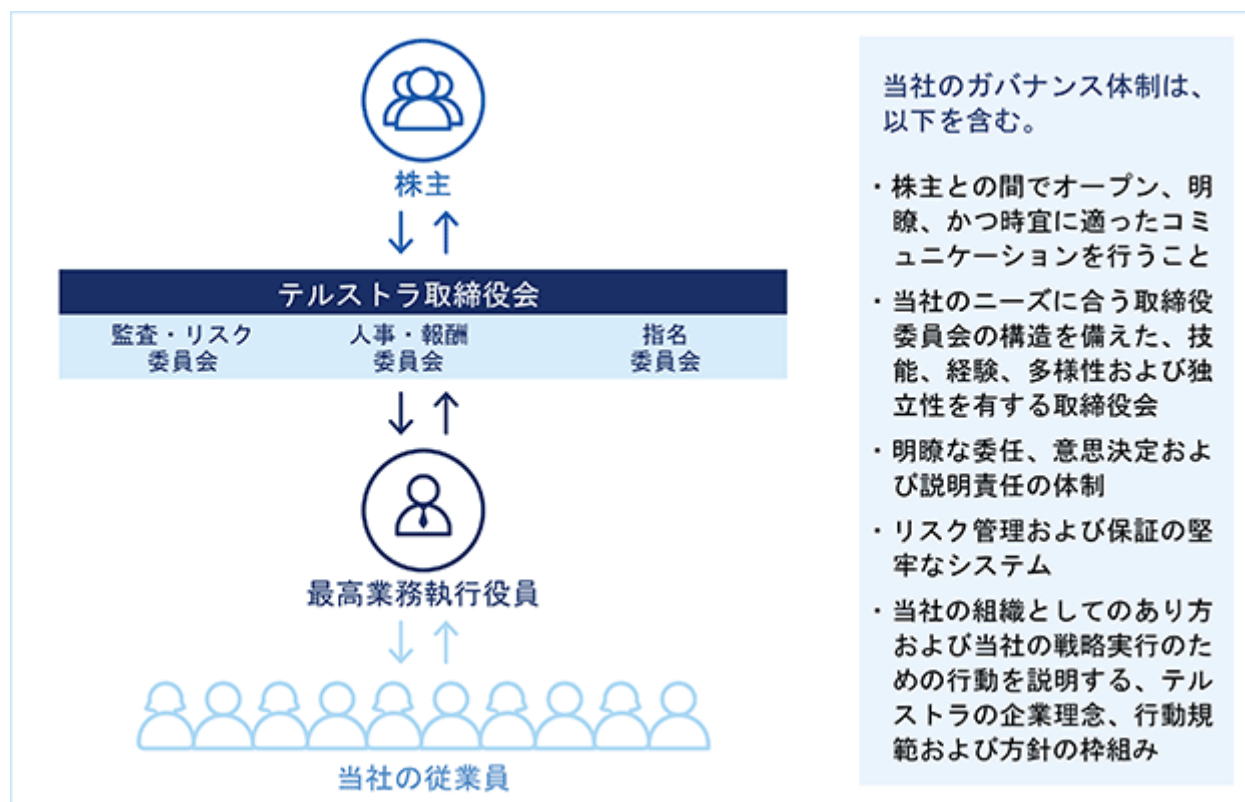 株主
テルストラ取締役会
監査・リスク
委員会
人事・報酬
委員会
指名
委員会
最高業務執行役員
当社の従業員
当社のガバナンス体制は、
以下を含む。
・株主との間でオープン、明
瞭、かつ時宜に適ったコミ
ュニケーションを行うこと
・当社のニーズに合う取締役
委員会の構造を備えた、技
能、経験、多様性および独
立性を有する取締役会
・明瞭な委任、意思決定およ
び説明責任の体制
・リスク管理および保証の堅
牢なシステム
・当社の組織としてのあり方
および当社の戦略実行のた
めの行動を説明する、テル
ストラの企業理念、行動規
範および方針の枠組み